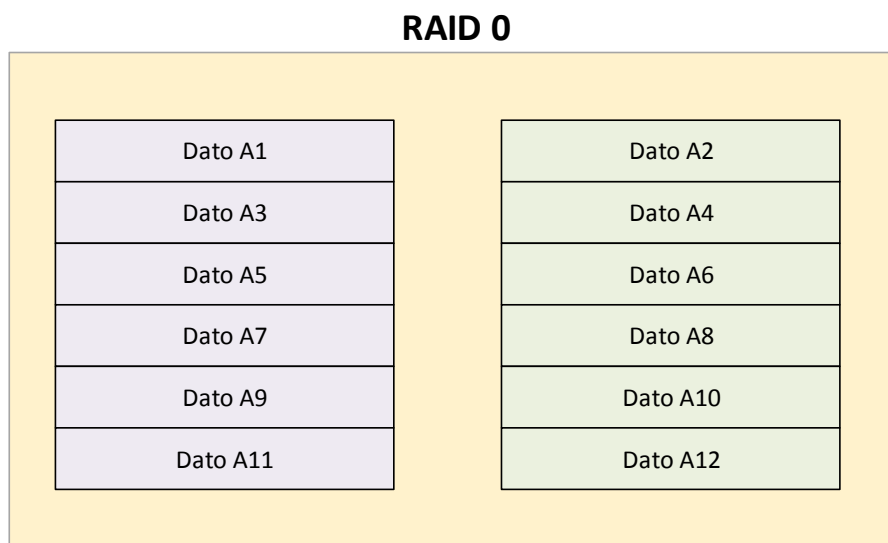 RAID 0
Dato A1
Dato A2
Dato A3
Dato A4
Dato A5
Dato A6
Dato A7
Dato A8
Dato A9
Dato A10
Dato A11
Dato A12